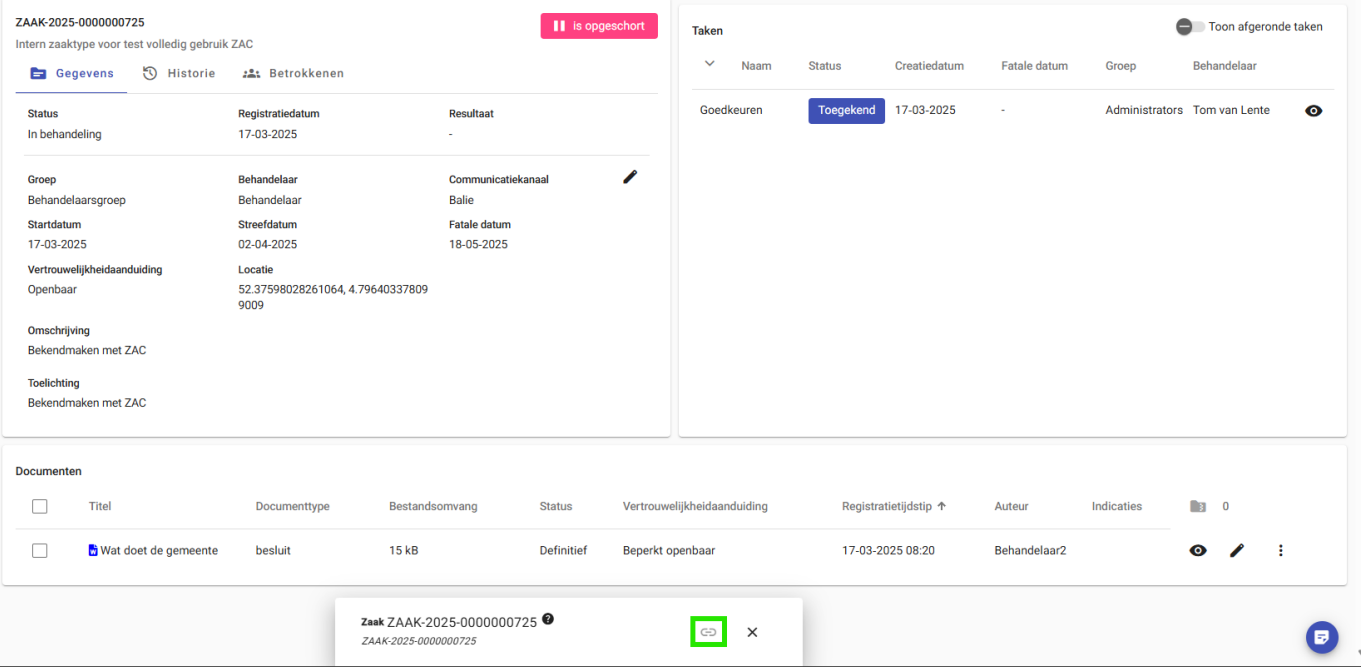 ZAAK-2025-0000000725
is opgeschort
Intern zaaktype voor test volledig gebruik ZAC
Gegevens Historie Betrokkenen
Status Registratiedatum Resultaat
In behandeling 17-03-2025 -
Groep Behandelaar Communicatiekanaal
Behandelaarsgroep Behandelaar Balie
Startdatum Streefdatum Fatale datum
17-03-2025 02-04-2025 18-05-2025
Vertrouwelijkheidaanduiding Locatie
Openbaar 52.37598028261064, 4.79640337809
9009
Omschrijving
Bekendmaken met ZAC
Toelichting
Bekendmaken met ZAC
Taken
Toon afgeronde taken
Naam Status Creatiedatum Fatale datum Groep Behandelaar
Goedkeuren Toegekend 17-03-2025 - Administrators Tom van Lente
Documenten
Titel Documenttype Bestandsomvang Status Vertrouwelijkheidaanduiding Registratietijdstip Auteur Indicaties 0
Wat doet de gemeente besluit 15 kB Definitief Beperkt openbaar 17-03-2025 08:20 Behandelaar2
Zaak ZAAK-2025-0000000725
ZAAK-2025-0000000725